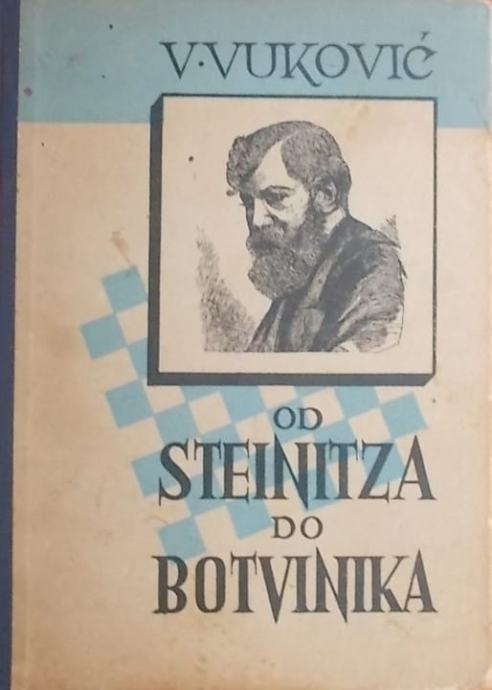 V. VUKOVIĆ
OD
STEINITZA
DO
BOTVINIKA